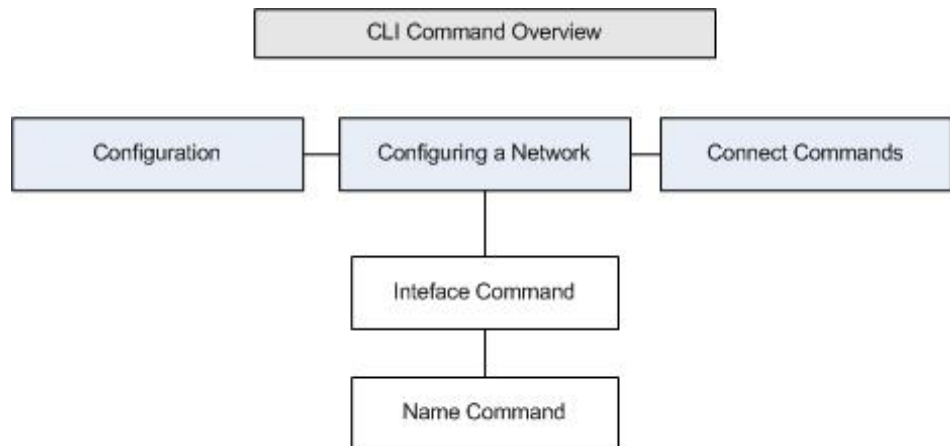 CLI Command Overview
Configuration
Configuring a Network
Connect Commands
Inteface Command
Name Command